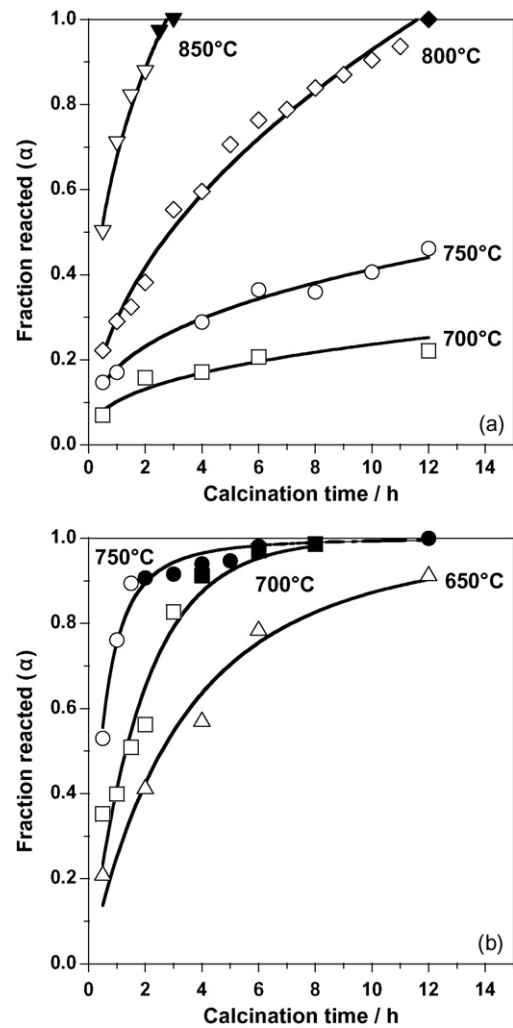 1.0
850°C
800°C
0.8
0.6
Fraction reacted (α)
750°C
0.4
700°C
0.2
(a)
0.0
0 2 4 6 8 10 12 14
Calcination time / h
1.0
750°C
700°C
650°C
0.8
0.6
Fraction reacted (α)
0.4
0.2
(b)
0.0
0 2 4 6 8 10 12 14
Calcination time / h